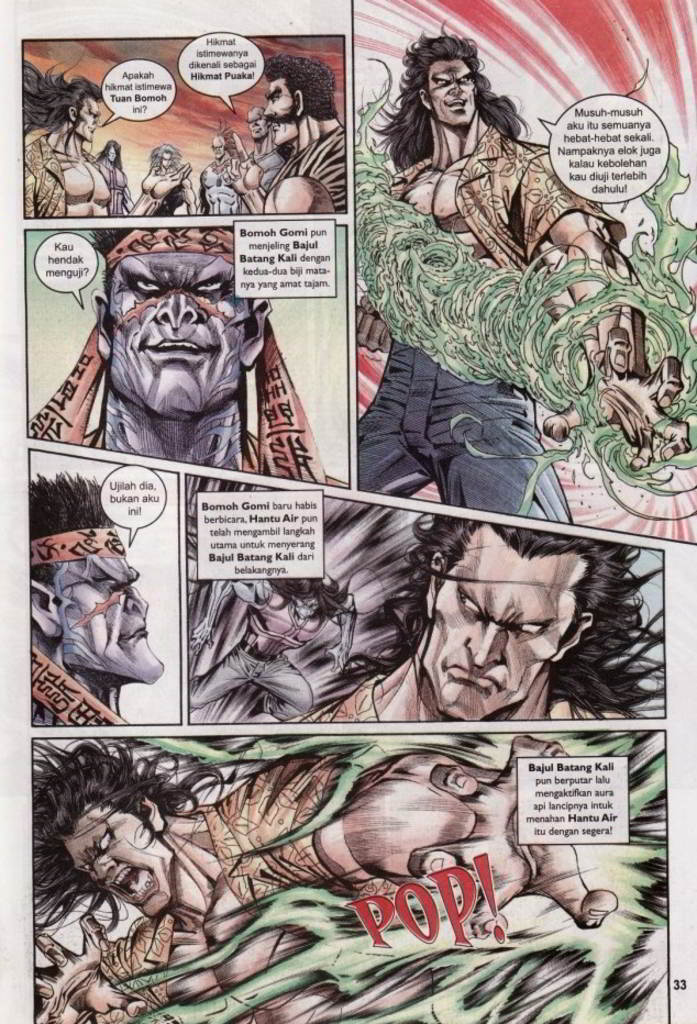 Apakah
hikmat istimewa
Tuan Bomoh
ini?
Hikmat
istimewanya
dikenali sebagai
Hikmat Puaka!
Musuh-musuh
aku itu semuanya
hebat-hebat sekali.
Nampaknya elok juga
kalau kebolehan
aku diuji terlebih
dahulu!
Kau
hendak
menguji?
Bomoh Gomi pun
menjeling Bajul
Batang Kali dengan
kedua-dua biji mata-
nya yang amat tajam.
Ujilah dia,
bukan aku
ini!
Bomoh Gomi baru habis
berbicara, Hantu Air pun
telah mengambil langkah
utama untuk menyerang
Bajul Batang Kali dari
belakangnya.
Bajul Batang Kali
pun berputar lalu
mengaktifkan aura
api lancipnya intuk
menahan Hantu Air
itu dengan segera!
POP!
33